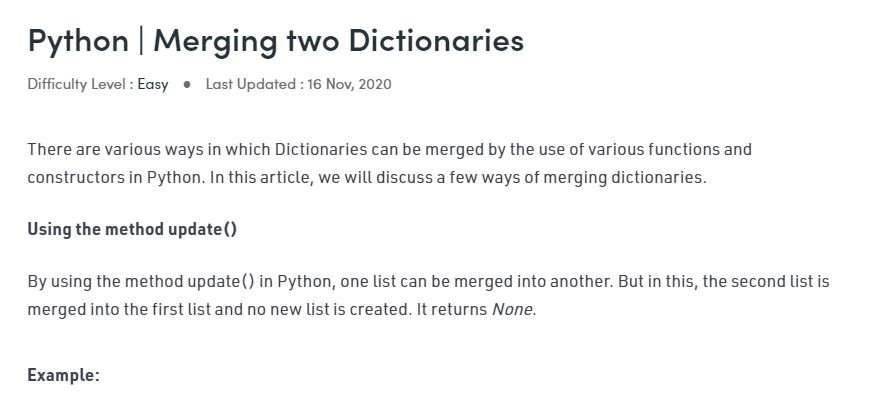 Python | Merging two Dictionaries
Difficulty Level : Easy ● Last Updated : 16 Nov, 2020
There are various ways in which Dictionaries can be merged by the use of various functions and
constructors in Python. In this article, we will discuss a few ways of merging dictionaries.
Using the method update()
By using the method update() in Python, one list can be merged into another. But in this, the second list is
merged into the first list and no new list is created. It returns None.
Example: